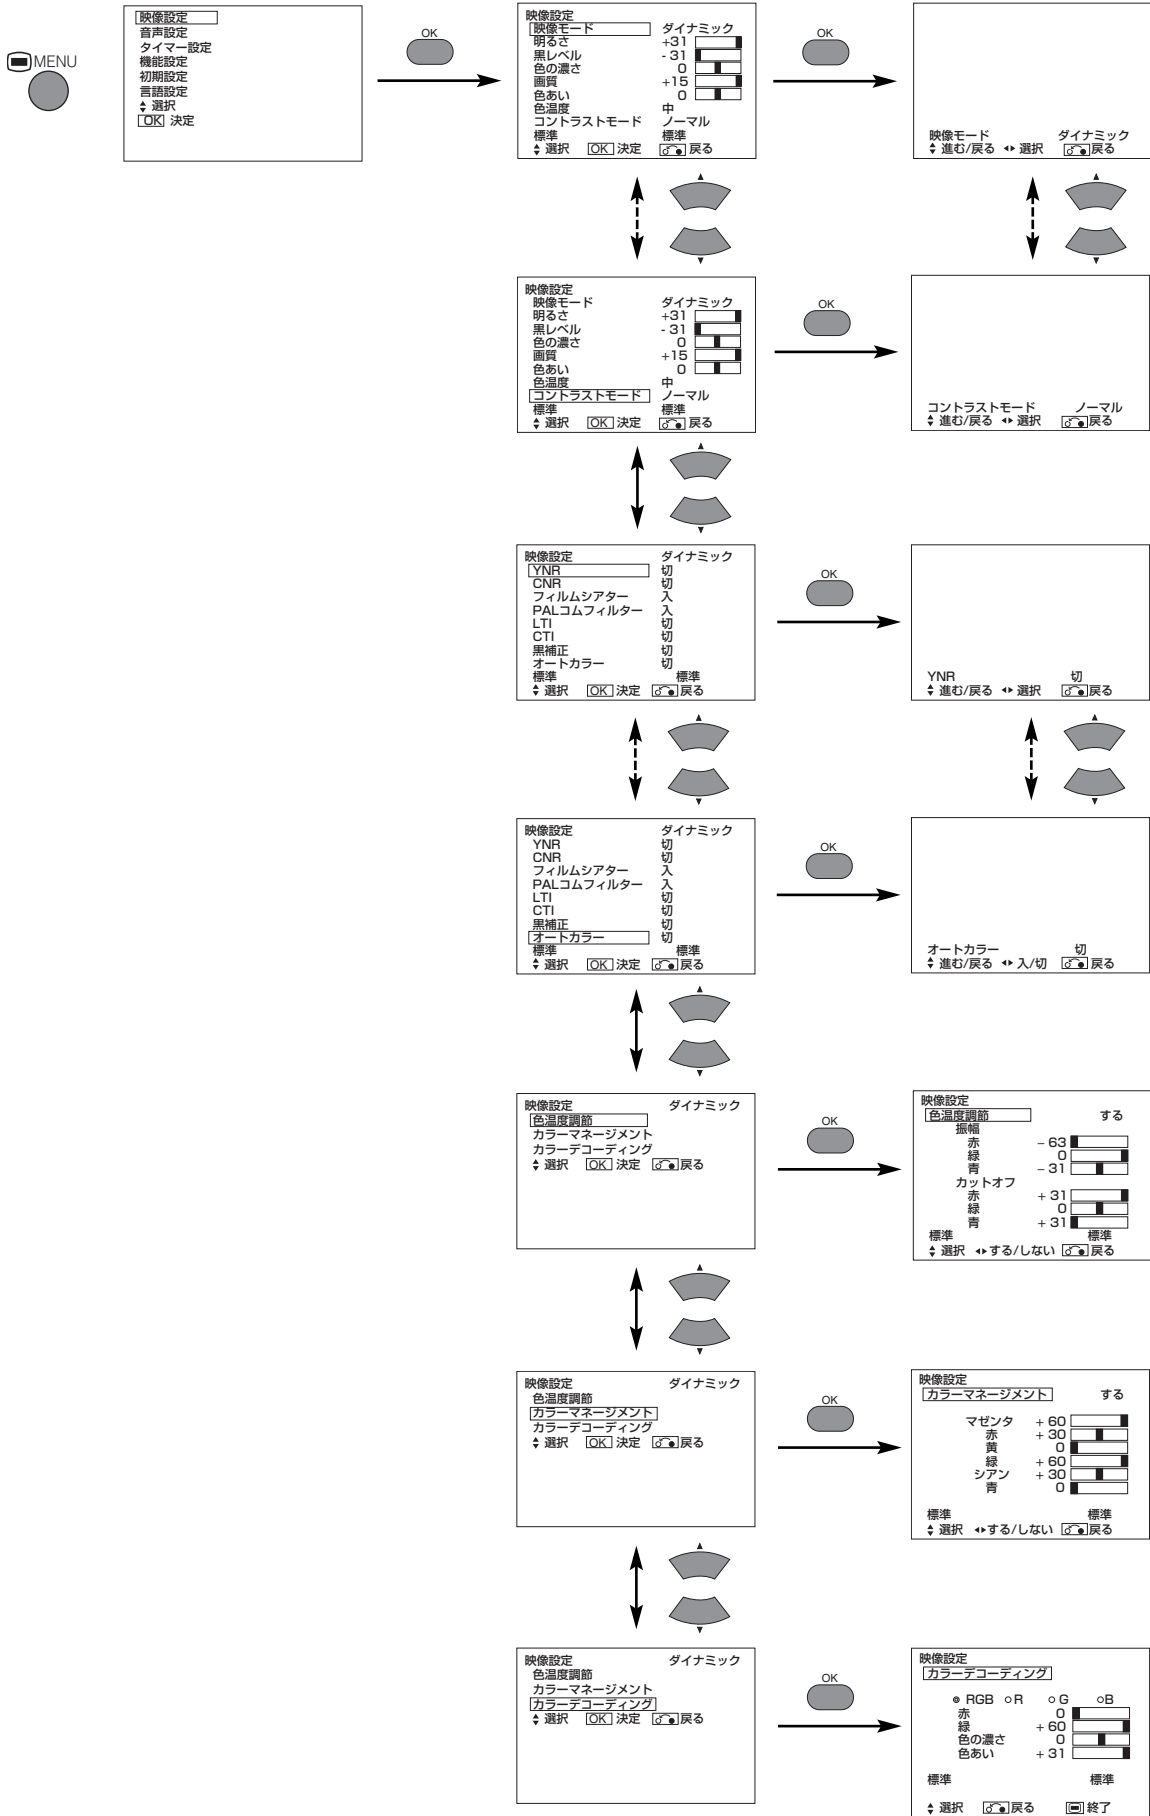 MENU
映像設定
音声設定
タイマー設定
機能設定
初期設定
言語設定
選択
OK 決定
OK
映像設定
映像モード ダイナミック
明るさ +31
黒レベル - 31
色の濃さ 0
画質 +15
色あい 0
色温度 中
コントラストモード ノーマル
標準 標準
選択 OK 決定 戻る
OK
映像モード ダイナミック
進む/戻る 選択 戻る
映像設定
映像モード ダイナミック
明るさ +31
黒レベル - 31
色の濃さ 0
画質 +15
色あい 0
色温度 中
コントラストモード ノーマル
標準 標準
選択 OK 決定 戻る
OK
コントラストモード ノーマル
進む/戻る 選択 戻る
映像設定 ダイナミック
YNR 切
CNR 切
フィルムシアター 入
PALコムフィルター 入
LTI 切
CTI 切
黒補正 切
オートカラー 切
標準 標準
選択 OK 決定 戻る
OK
YNR 切
進む/戻る 選択 戻る
映像設定 ダイナミック
YNR 切
CNR 切
フィルムシアター 入
PALコムフィルター 入
LTI 切
CTI 切
黒補正 切
オートカラー 切
標準 標準
選択 OK 決定 戻る
OK
オートカラー 切
進む/戻る 入/切 戻る
映像設定 ダイナミック
色温度調節
カラーマネージメント
カラーデコーディング
選択 OK 決定 戻る
OK
映像設定
色温度調節 する
振幅
赤 – 63
緑 0
青 – 31
カットオフ
赤 + 31
緑 0
青 + 31
標準 標準
選択 する/しない 戻る
映像設定 ダイナミック
色温度調節
カラーマネージメント
カラーデコーディング
選択 OK 決定 戻る
OK
映像設定
カラーマネージメント する
マゼンタ + 60
赤 + 30
黄 0
緑 + 60
シアン + 30
青 0
標準 標準
選択 する/しない 戻る
映像設定 ダイナミック
色温度調節
カラーマネージメント
カラーデコーディング
選択 OK 決定 戻る
OK
映像設定
カラーデコーディング
RGB R G B
赤 0
緑 + 60
色の濃さ 0
色あい + 31
標準 標準
選択 戻る 終了